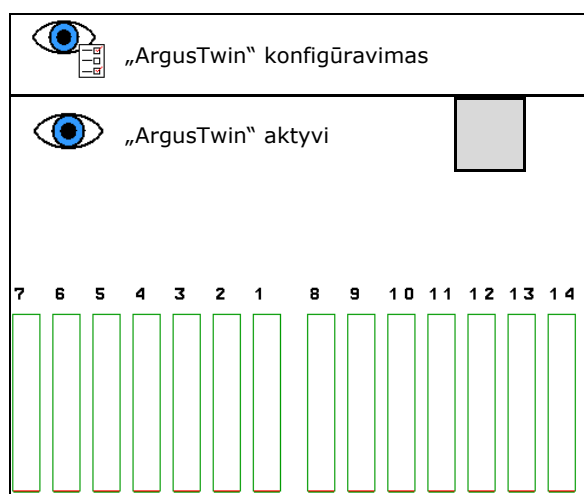 „ArgusTwin“ konfigūravimas
„ArgusTwin“ aktyvi
7 6 5 4 3 2 1 8 9 10 11 12 13 14